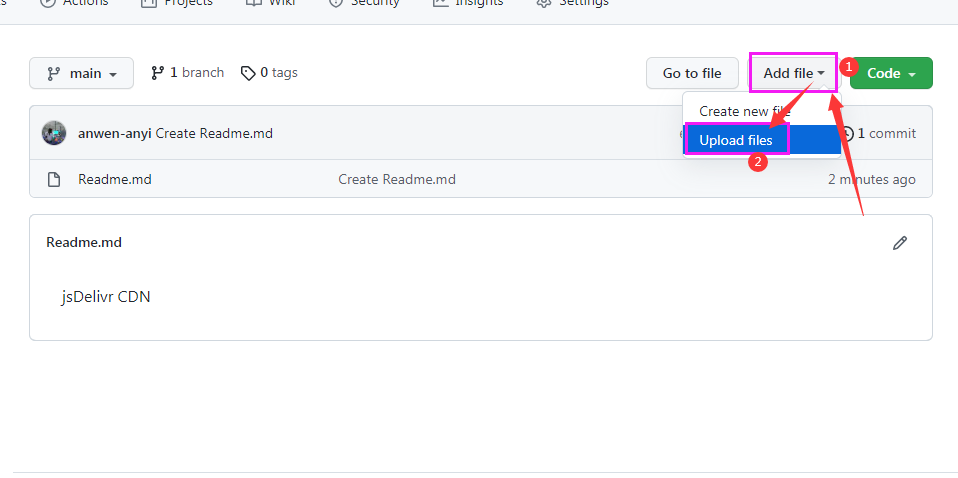 Actions Projects Wiki Security Insights Settings
main 1 branch 0 tags Go to file Add file 1 Code
Create new file
anwen-anyi Create Readme.md 1 commit
Upload files
2
Readme.md Create Readme.md 2 minutes ago
Readme.md
jsDelivr CDN